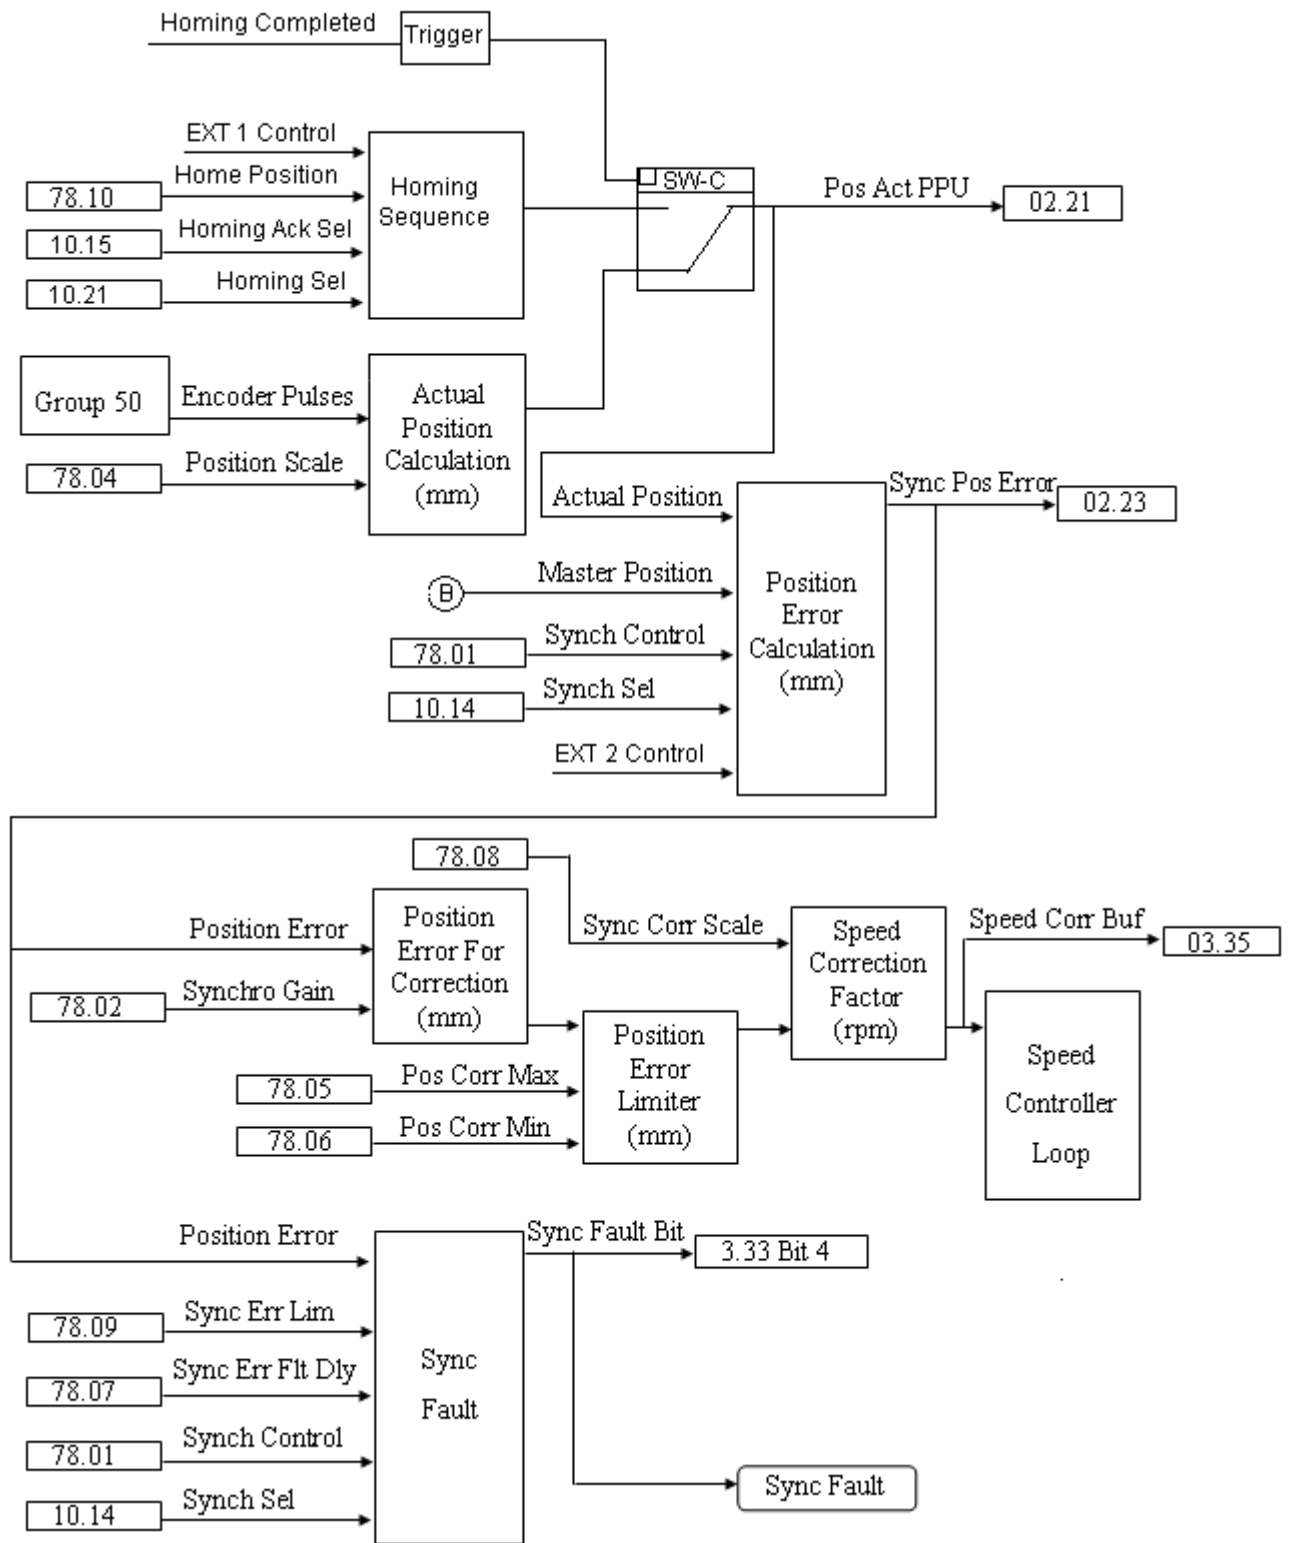 Homing Completed
Trigger
EXT 1 Control
78.10
Home Position
10.15
Homing Ack Sel
10.21
Homing Sel
Homing
Sequence
SW-C
Pos Act PPU
02.21
Group 50
Encoder Pulses
78.04
Position Scale
Actual
Position
Calculation
(mm)
Actual Position
B
Master Position
78.01
Synch Control
10.14
Synch Sel
EXT 2 Control
Position
Error
Calculation
(mm)
Sync Pos Error
02.23
78.08
Sync Corr Scale
Position Error
78.02
Synchro Gain
Position
Error For
Correction
(mm)
78.05
Pos Corr Max
78.06
Pos Corr Min
Position
Error
Limiter
(mm)
Speed
Correction
Factor
(rpm)
Speed Corr Buf
03.35
Speed
Controller
Loop
Position Error
78.09
Sync Err Lim
78.07
Sync Err Flt Dly
78.01
Synch Control
10.14
Synch Sel
Sync
Fault
Sync Fault Bit
3.33 Bit 4
Sync Fault